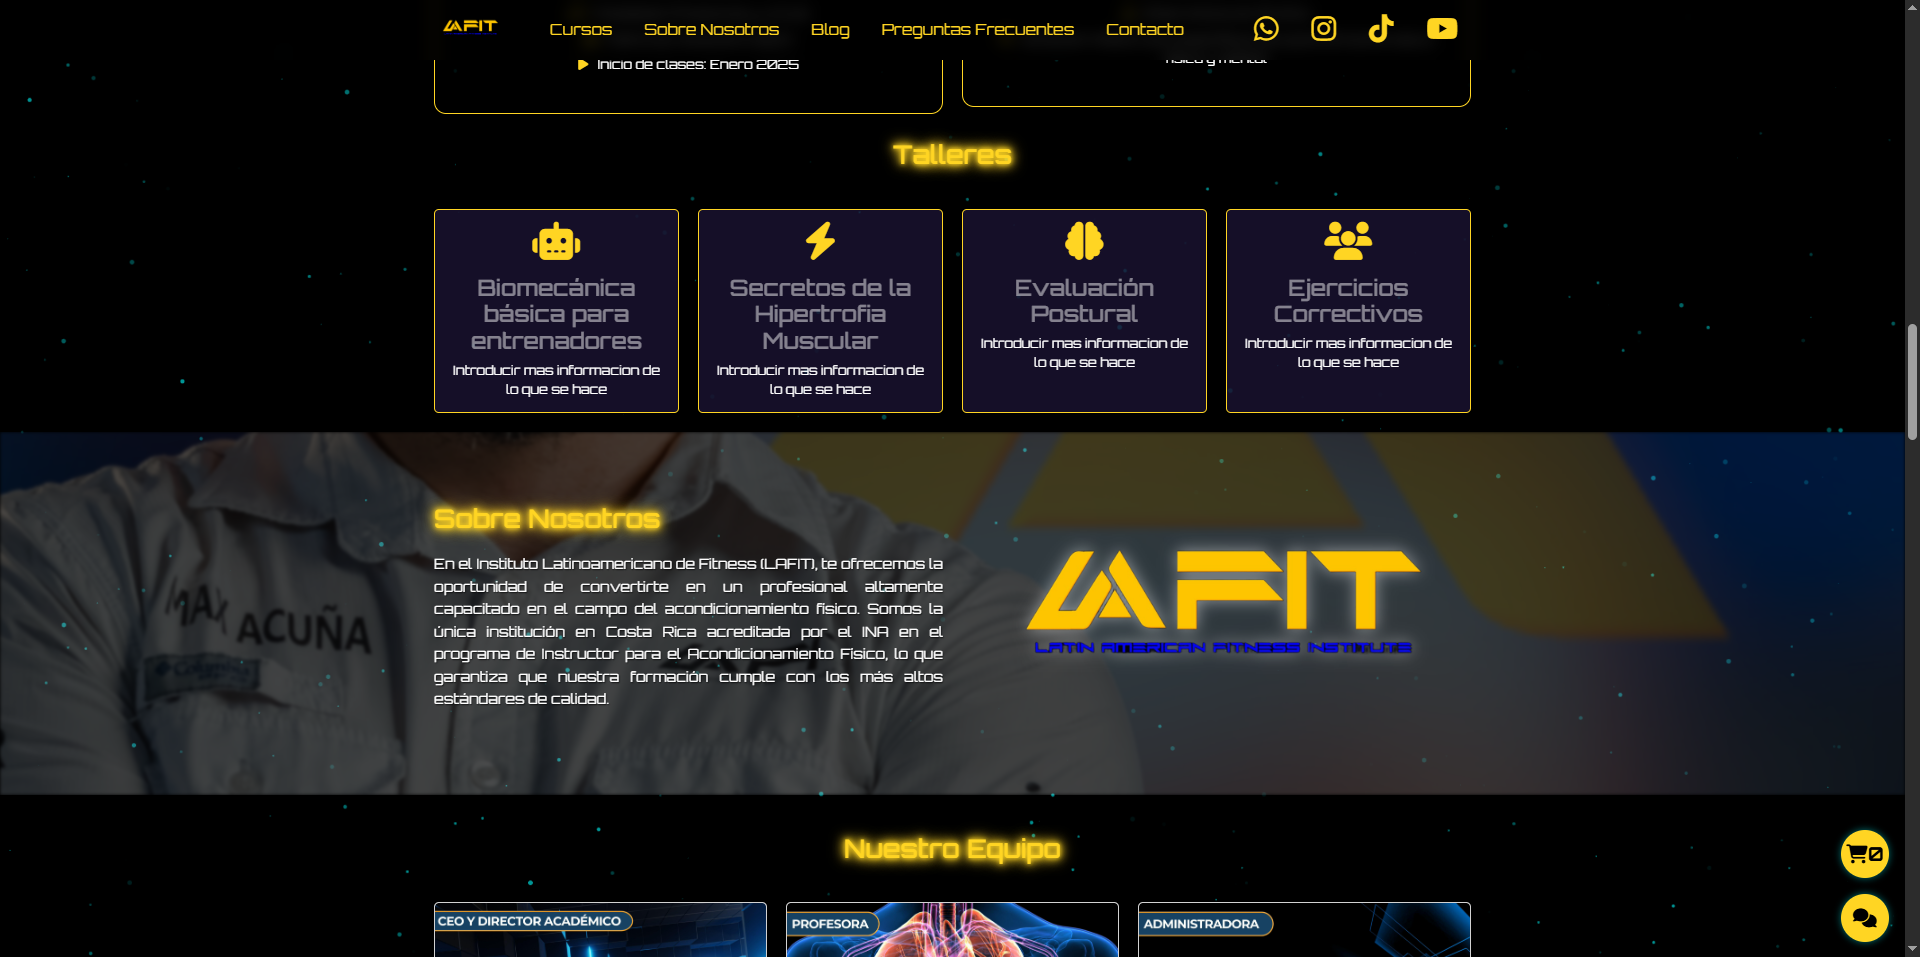 LAFIT
Cursos
Sobre Nosotros
Blog
Preguntas Frecuentes
Contacto
Inicio de clases: Enero 2025
física y mental
Talleres
Biomecánica
básica para
entrenadores
Introducir mas informacion de
lo que se hace
Secretos de la
Hipertrofia
Muscular
Introducir mas informacion de
lo que se hace
Evaluación
Postural
Introducir mas informacion de
lo que se hace
Ejercicios
Correctivos
Introducir mas informacion de
lo que se hace
Sobre Nosotros
En el Instituto Latinoamericano de Fitness (LAFIT), te ofrecemos la
oportunidad de convertirte en un profesional altamente
capacitado en el campo del acondicionamiento físico. Somos la
única institución en Costa Rica acreditada por el INA en el
programa de Instructor para el Acondicionamiento Físico, lo que
garantiza que nuestra formación cumple con los más altos
estándares de calidad.
MAX ACUÑA
LAFIT
LATIN AMERICAN FITNESS INSTITUTE
Nuestro Equipo
CEO Y DIRECTOR ACADÉMICO
PROFESORA
ADMINISTRADORA
0